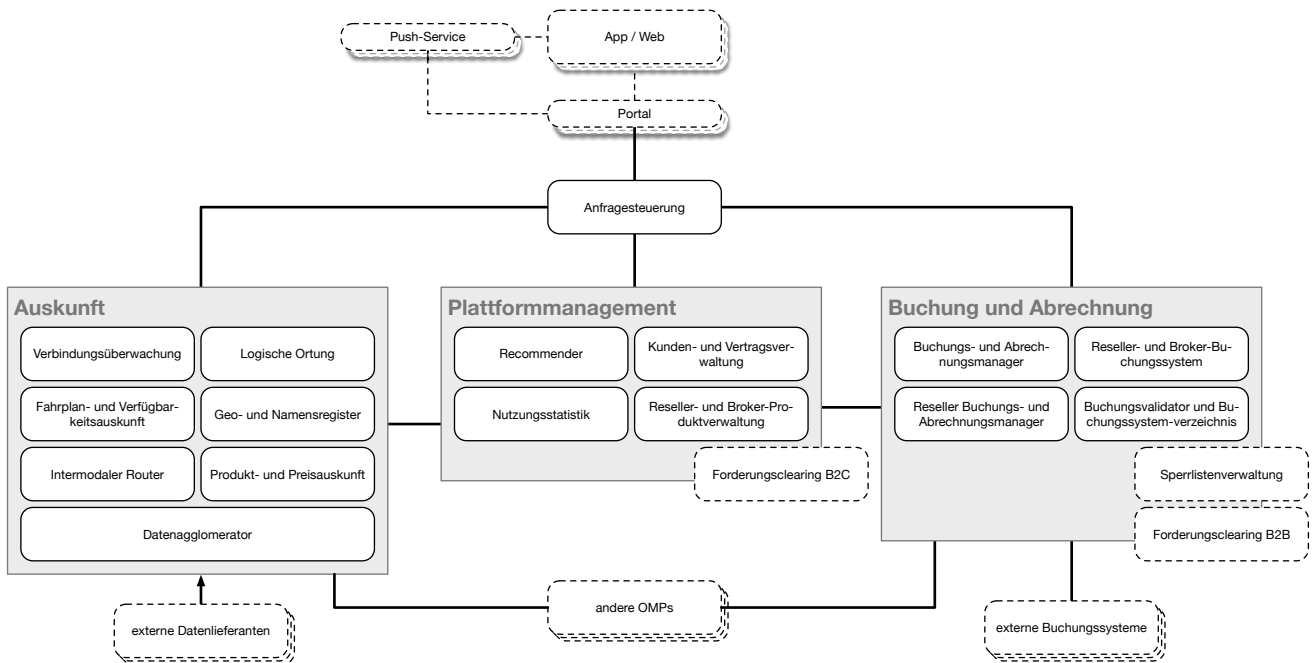 Push-Service
App / Web
Portal
Anfragesteuerung
Auskunft
Verbindungsüberwachung
Logische Ortung
Fahrplan- und Verfügbar-
keitsauskunft
Geo- und Namensregister
Intermodaler Router
Produkt- und Preisauskunft
Datenagglomerator
Plattformmanagement
Recommender
Kunden- und Vertragsver-
waltung
Nutzungsstatistik
Reseller- und Broker-Pro-
duktverwaltung
Forderungsclearing B2C
Buchung und Abrechnung
Buchungs- und Abrech-
nungsmanager
Reseller- und Broker-Bu-
chungssystem
Reseller Buchungs- und
Abrechnungsmanager
Buchungsvalidator und Bu-
chungssystem-verzeichnis
Sperrlistenverwaltung
Forderungsclearing B2B
externe Datenlieferanten
andere OMPs
externe Buchungssysteme